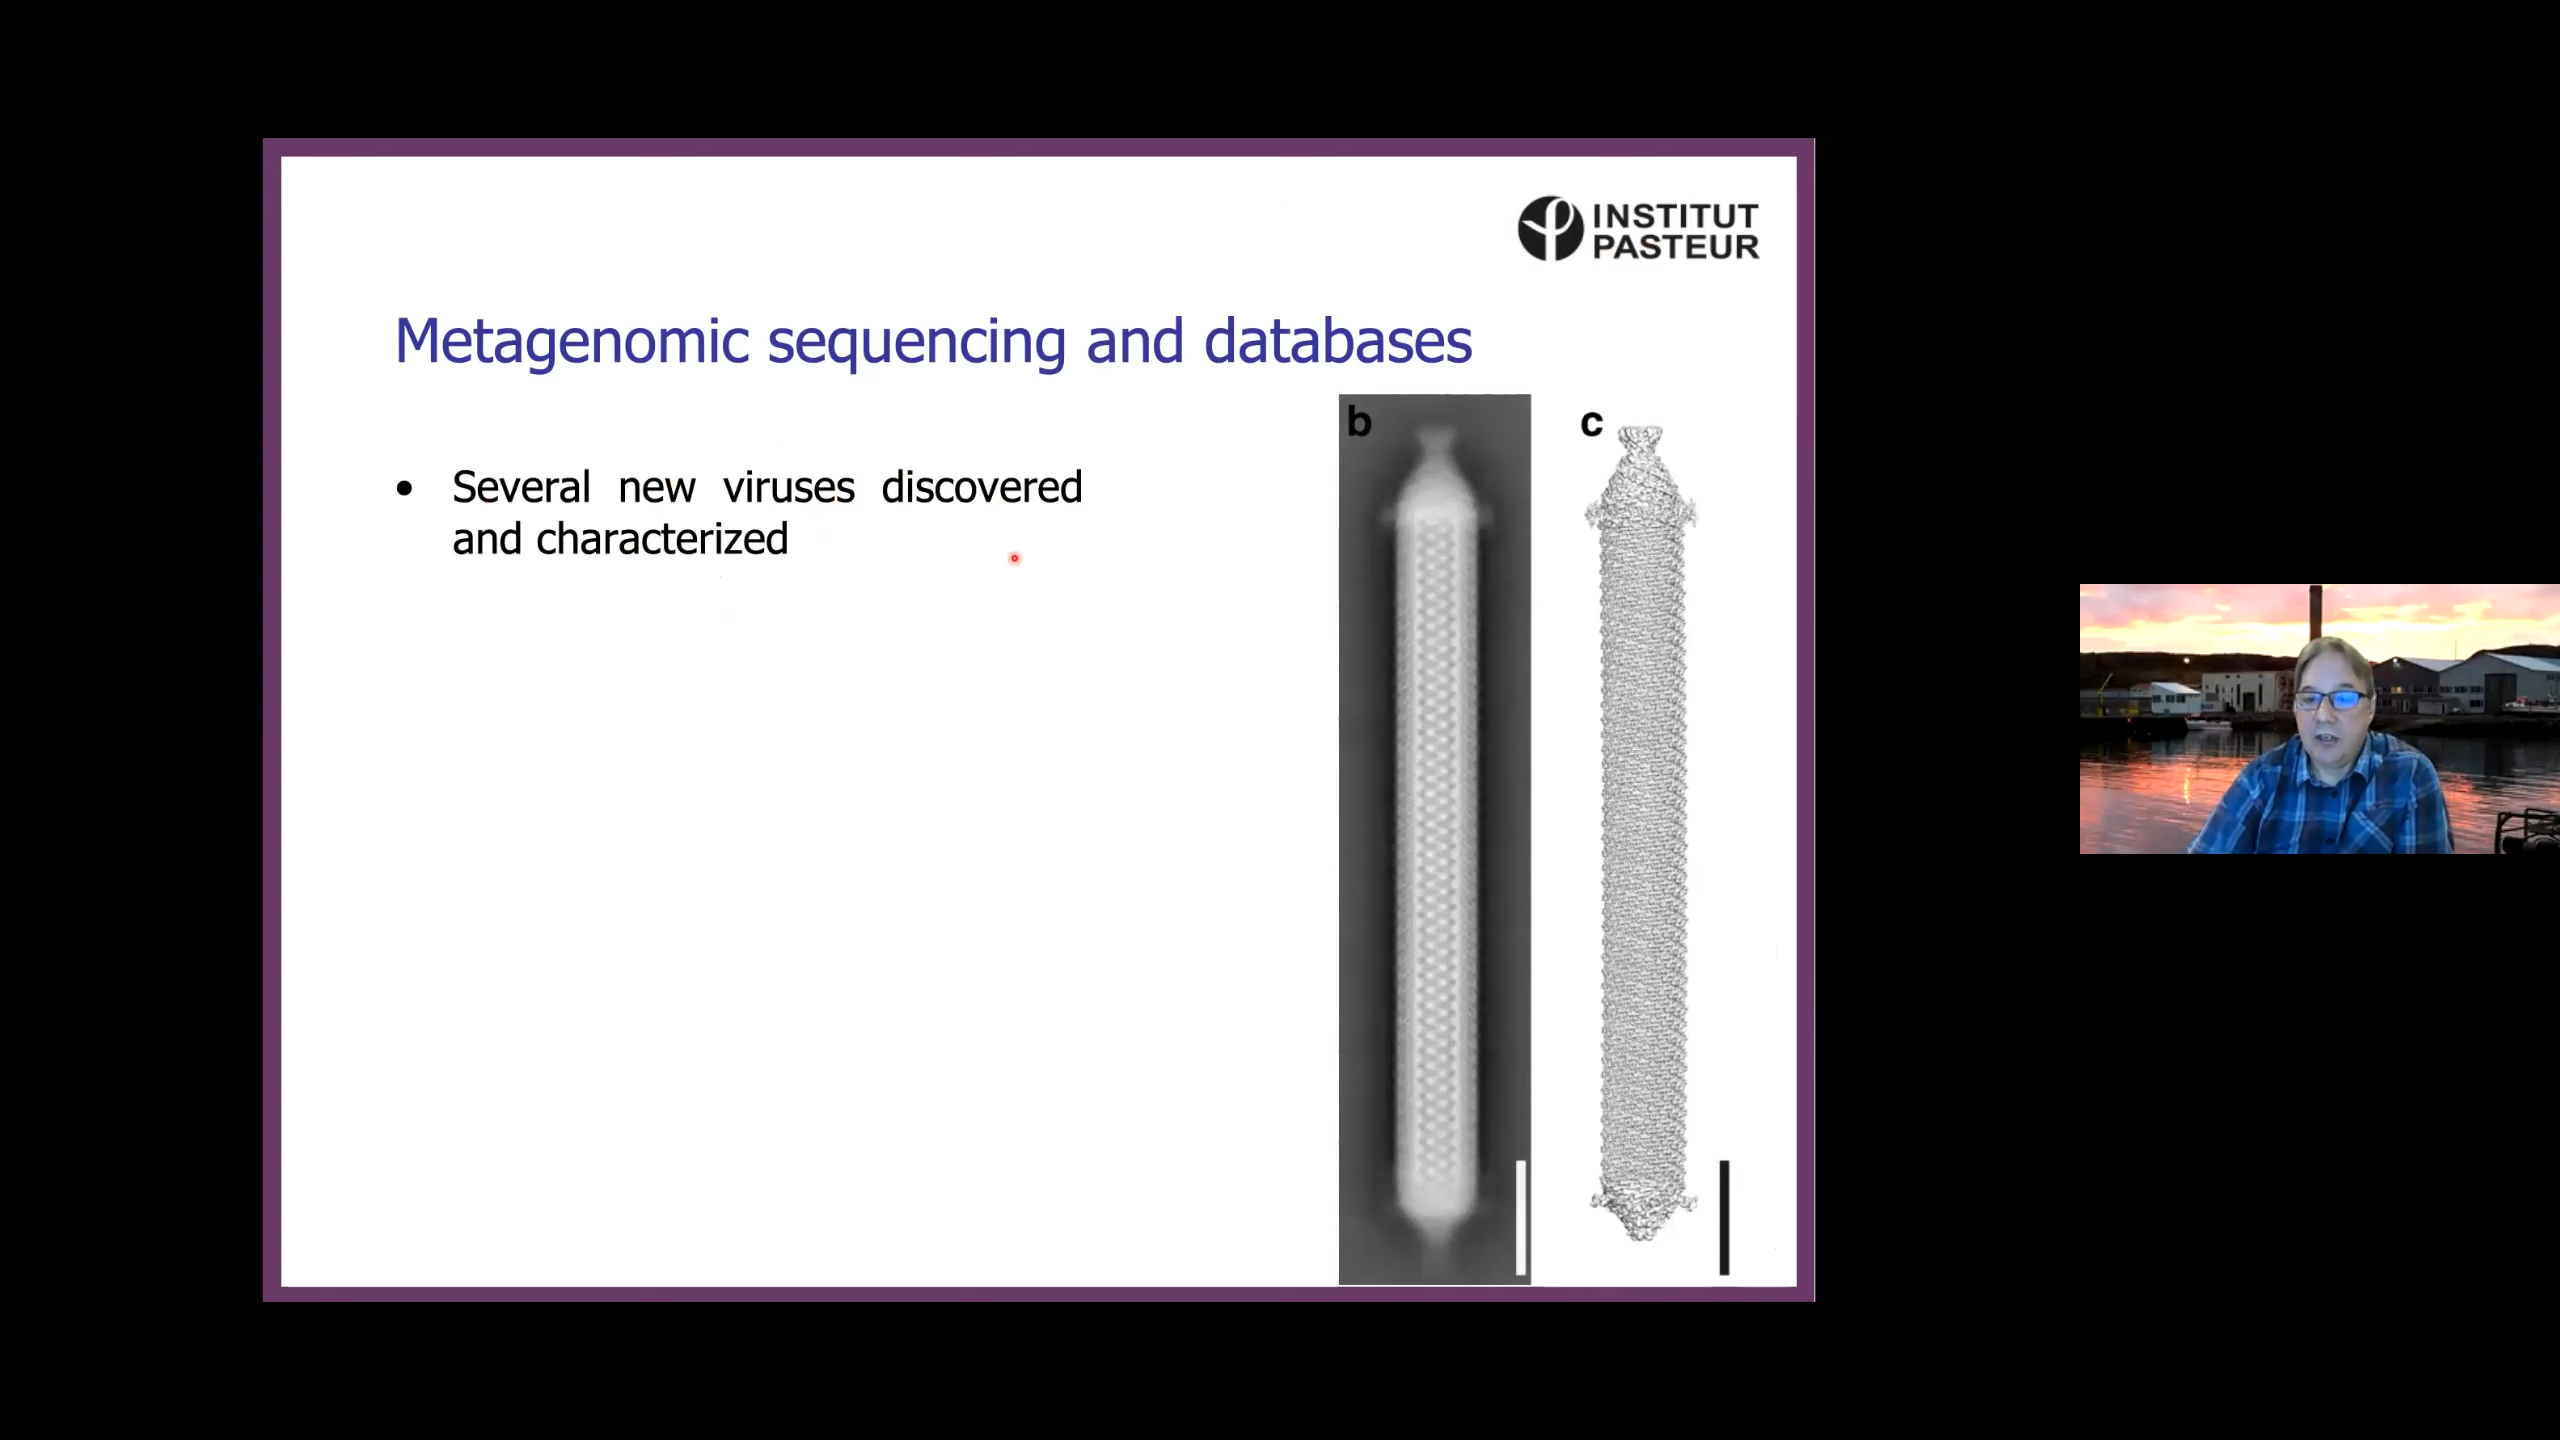 INSTITUT
PASTEUR
Metagenomic sequencing and databases
b
c
• Several new viruses discovered
and characterized